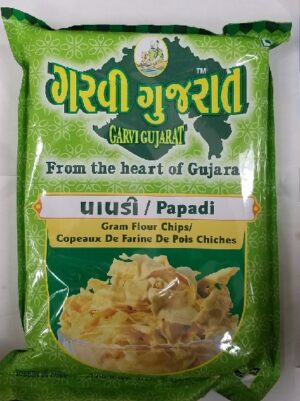 ગરવી ગુજરાત™
GARVI GUJARAT
From the heart of Gujara
પાપડી / Papadi
Gram Flour Chips/
Copeaux De Farine De Pois Chiches